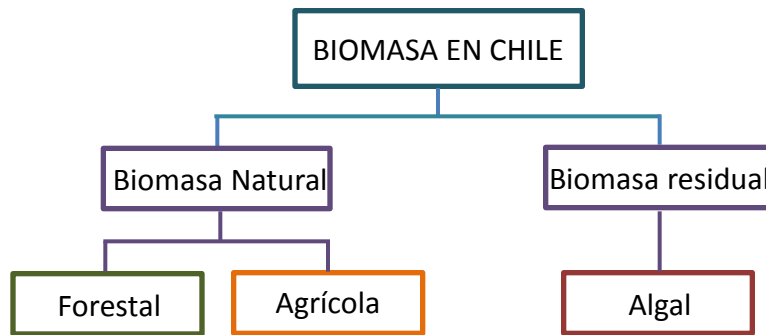 BIOMASA EN CHILE
Biomasa Natural
Biomasa residual
Forestal
Agrícola
Algal